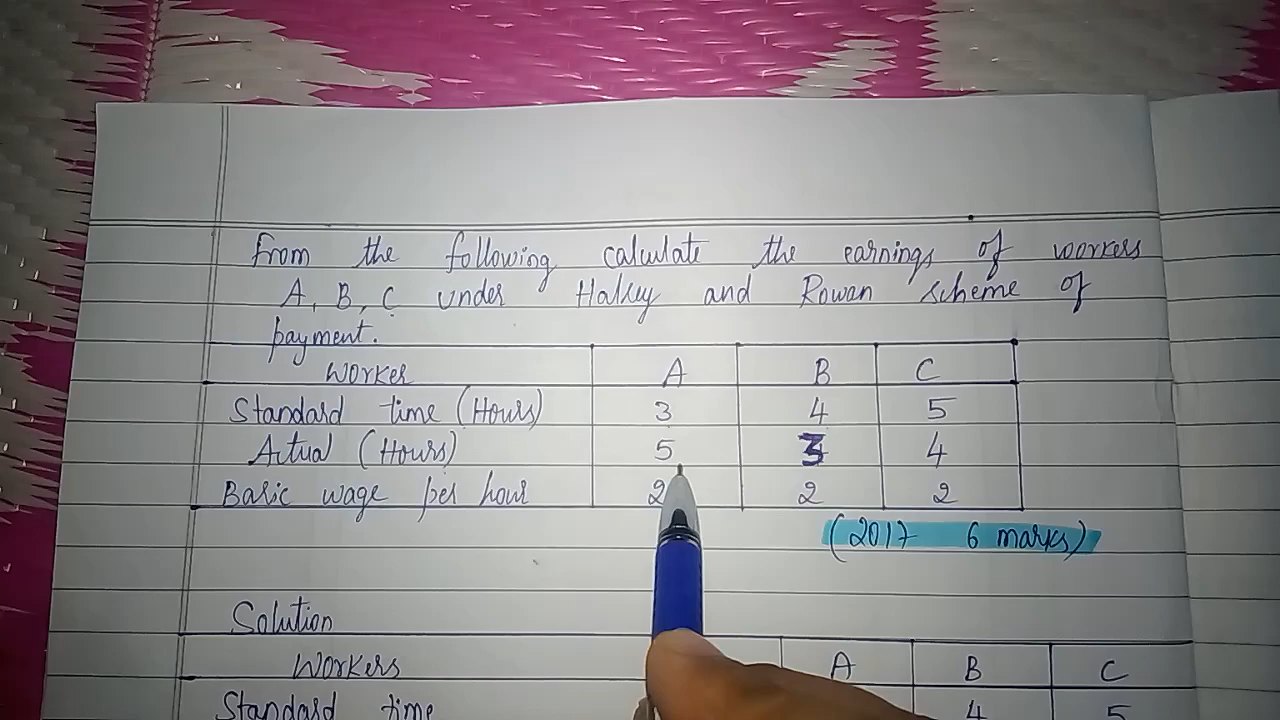 From the following calculate the earnings of workers
A, B, C under Halsey and Rowan scheme of
payment.
Worker A B C
Standard time (Hours) 3 4 5
Actual (Hours) 5 3 4
Basic wage per hour 2 2 2
(2017 6 marks)
Solution
Workers A B C
Standard time 4 5